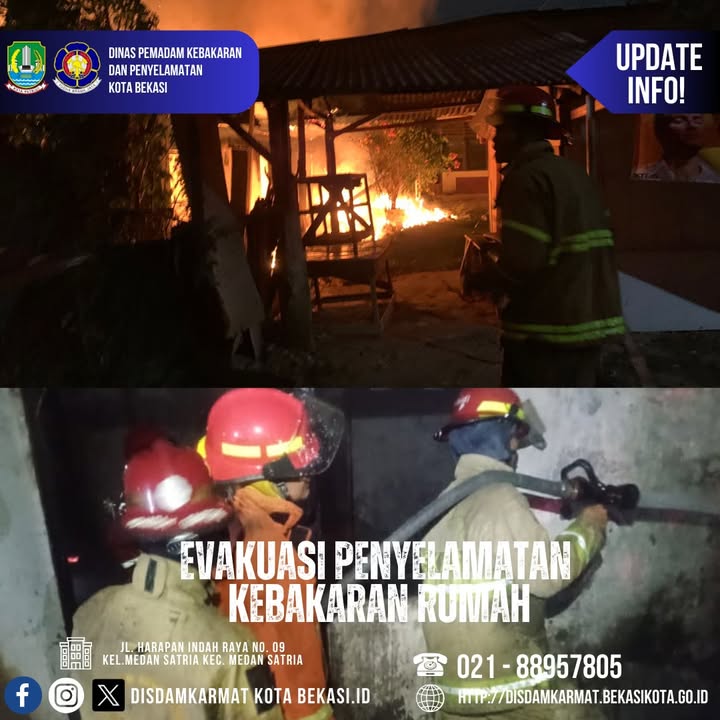 DINAS PEMADAM KEBAKARAN
DAN PENYELAMATAN
KOTA BEKASI
UPDATE
INFO!
EVAKUASI PENYELAMATAN
KEBAKARAN RUMAH
JL. HARAPAN INDAH RAYA NO. 09
KEL.MEDAN SATRIA KEC. MEDAN SATRIA
021 - 88957805
DISDAMKARMAT KOTA BEKASI.ID
HTTP://DISDAMKARMAT.BEKASIKOTA.GO.ID